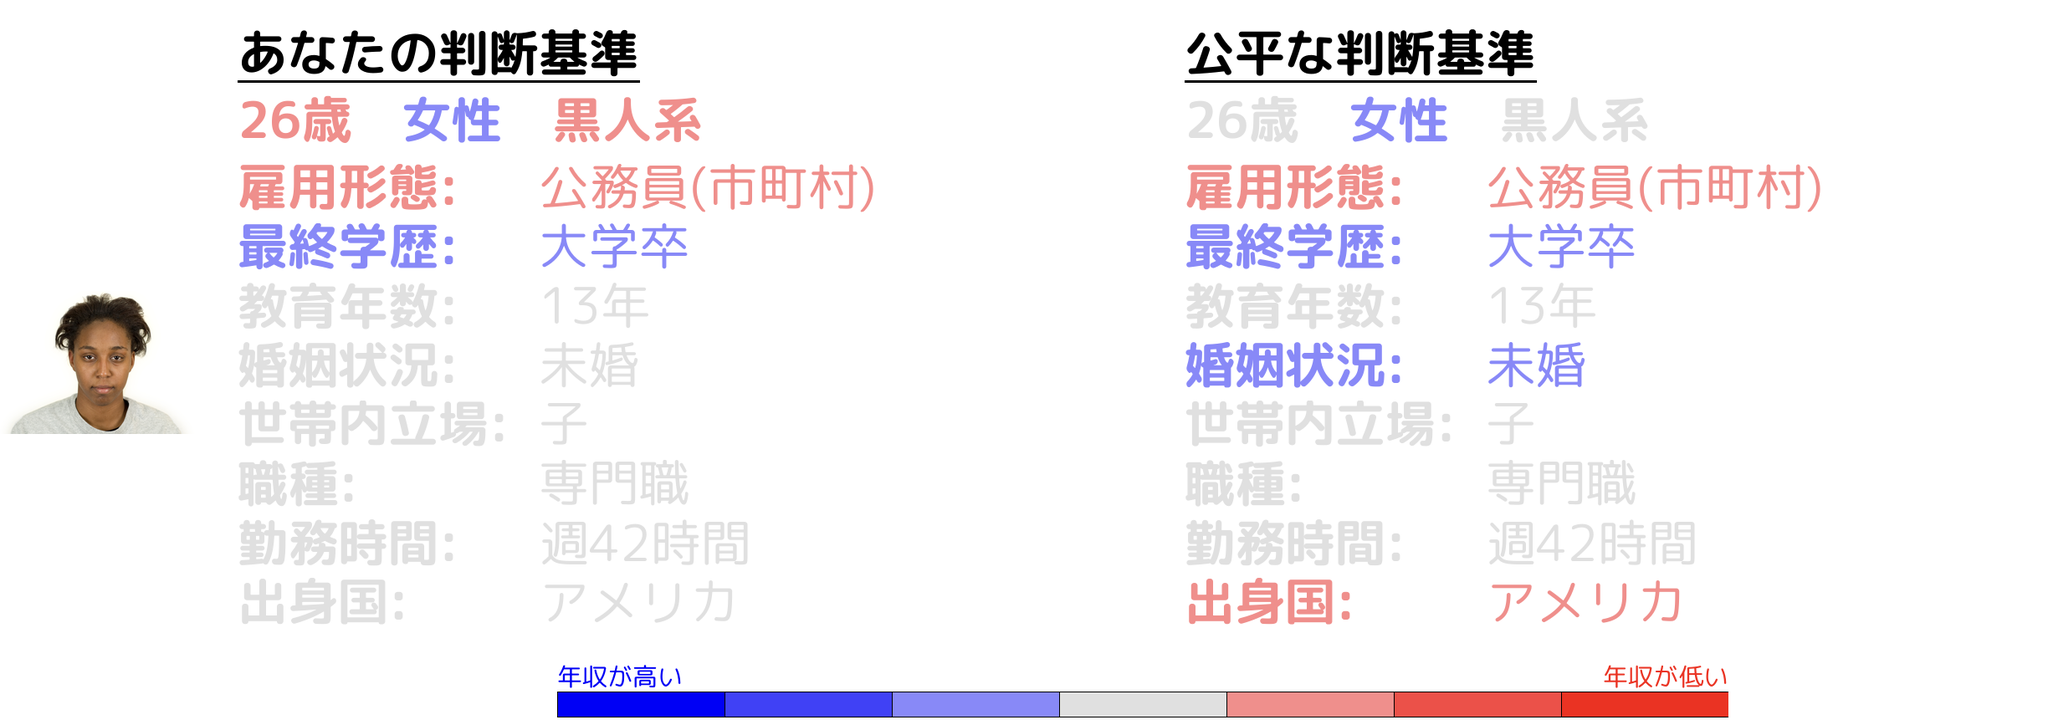 あなたの判断基準
26歳 女性 黒人系
雇用形態: 公務員(市町村)
最終学歴: 大学卒
教育年数: 13年
婚姻状況: 未婚
世帯内立場: 子
職種: 専門職
勤務時間: 週42時間
出身国: アメリカ
公平な判断基準
26歳 女性 黒人系
雇用形態: 公務員(市町村)
最終学歴: 大学卒
教育年数: 13年
婚姻状況: 未婚
世帯内立場: 子
職種: 専門職
勤務時間: 週42時間
出身国: アメリカ
年収が高い
年収が低い